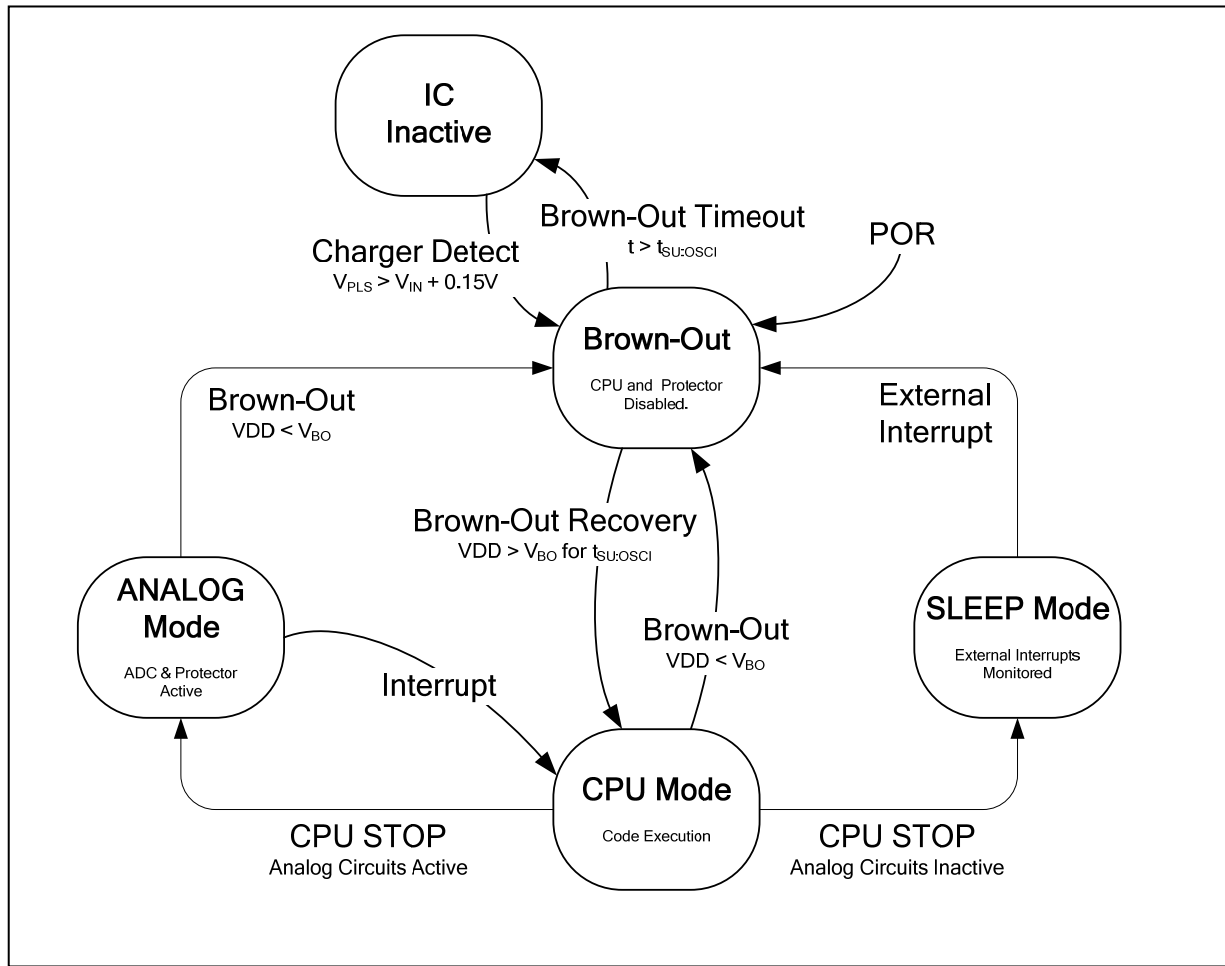 IC
Inactive
Brown-Out Timeout
t > tSU:OSCI
POR
Charger Detect
VPLS > VIN + 0.15V
Brown-Out
CPU and Protector
Disabled.
Brown-Out
VDD < VBO
External
Interrupt
Brown-Out Recovery
VDD > VBO for tSU:OSCI
ANALOG
Mode
ADC & Protector
Active
SLEEP Mode
External Interrupts
Monitored
Brown-Out
VDD < VBO
Interrupt
CPU Mode
Code Execution
CPU STOP
Analog Circuits Active
CPU STOP
Analog Circuits Inactive